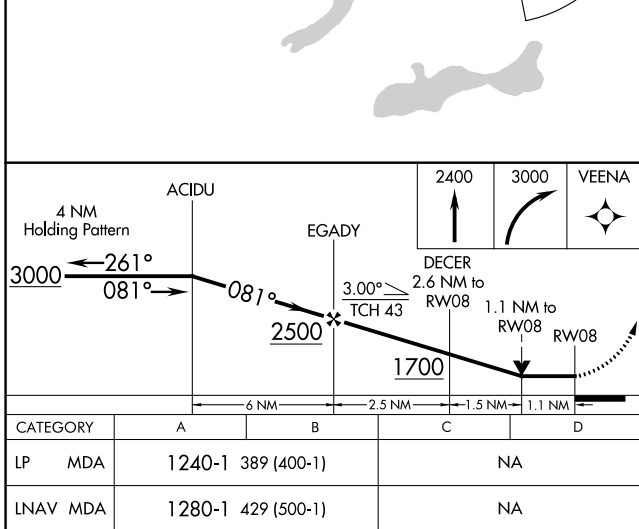 2400 3000 VEENA
4 NM
Holding Pattern
ACIDU
EGADY
DECER
2.6 NM to
RW08
1.1 NM to
RW08
RW08
3000
261°
081°
081°
2500
3.00°
TCH 43
1700
6 NM 2.5 NM 1.5 NM 1.1 NM
CATEGORY A B C D
LP MDA 1240-1 389 (400-1) NA
LNAV MDA 1280-1 429 (500-1) NA